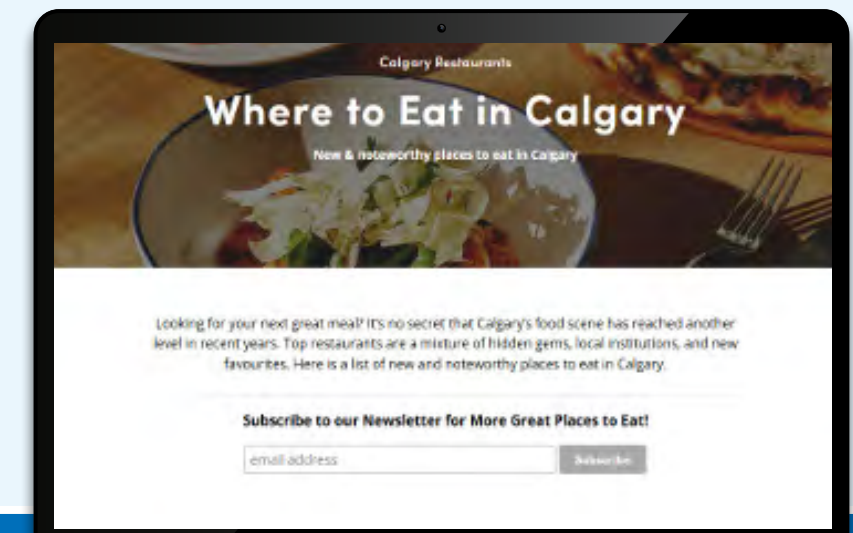 Calgary Restaurants
Where to Eat in Calgary
New & noteworthy places to eat in Calgary
Looking for your next great meal? It's no secret that Calgary's food scene has reached another
level in recent years. Top restaurants are a mixture of hidden gems, local institutions, and new
favourites. Here is a list of new and noteworthy places to eat in Calgary.
Subscribe to our Newsletter for More Great Places to Eat!
email address
Subscribe